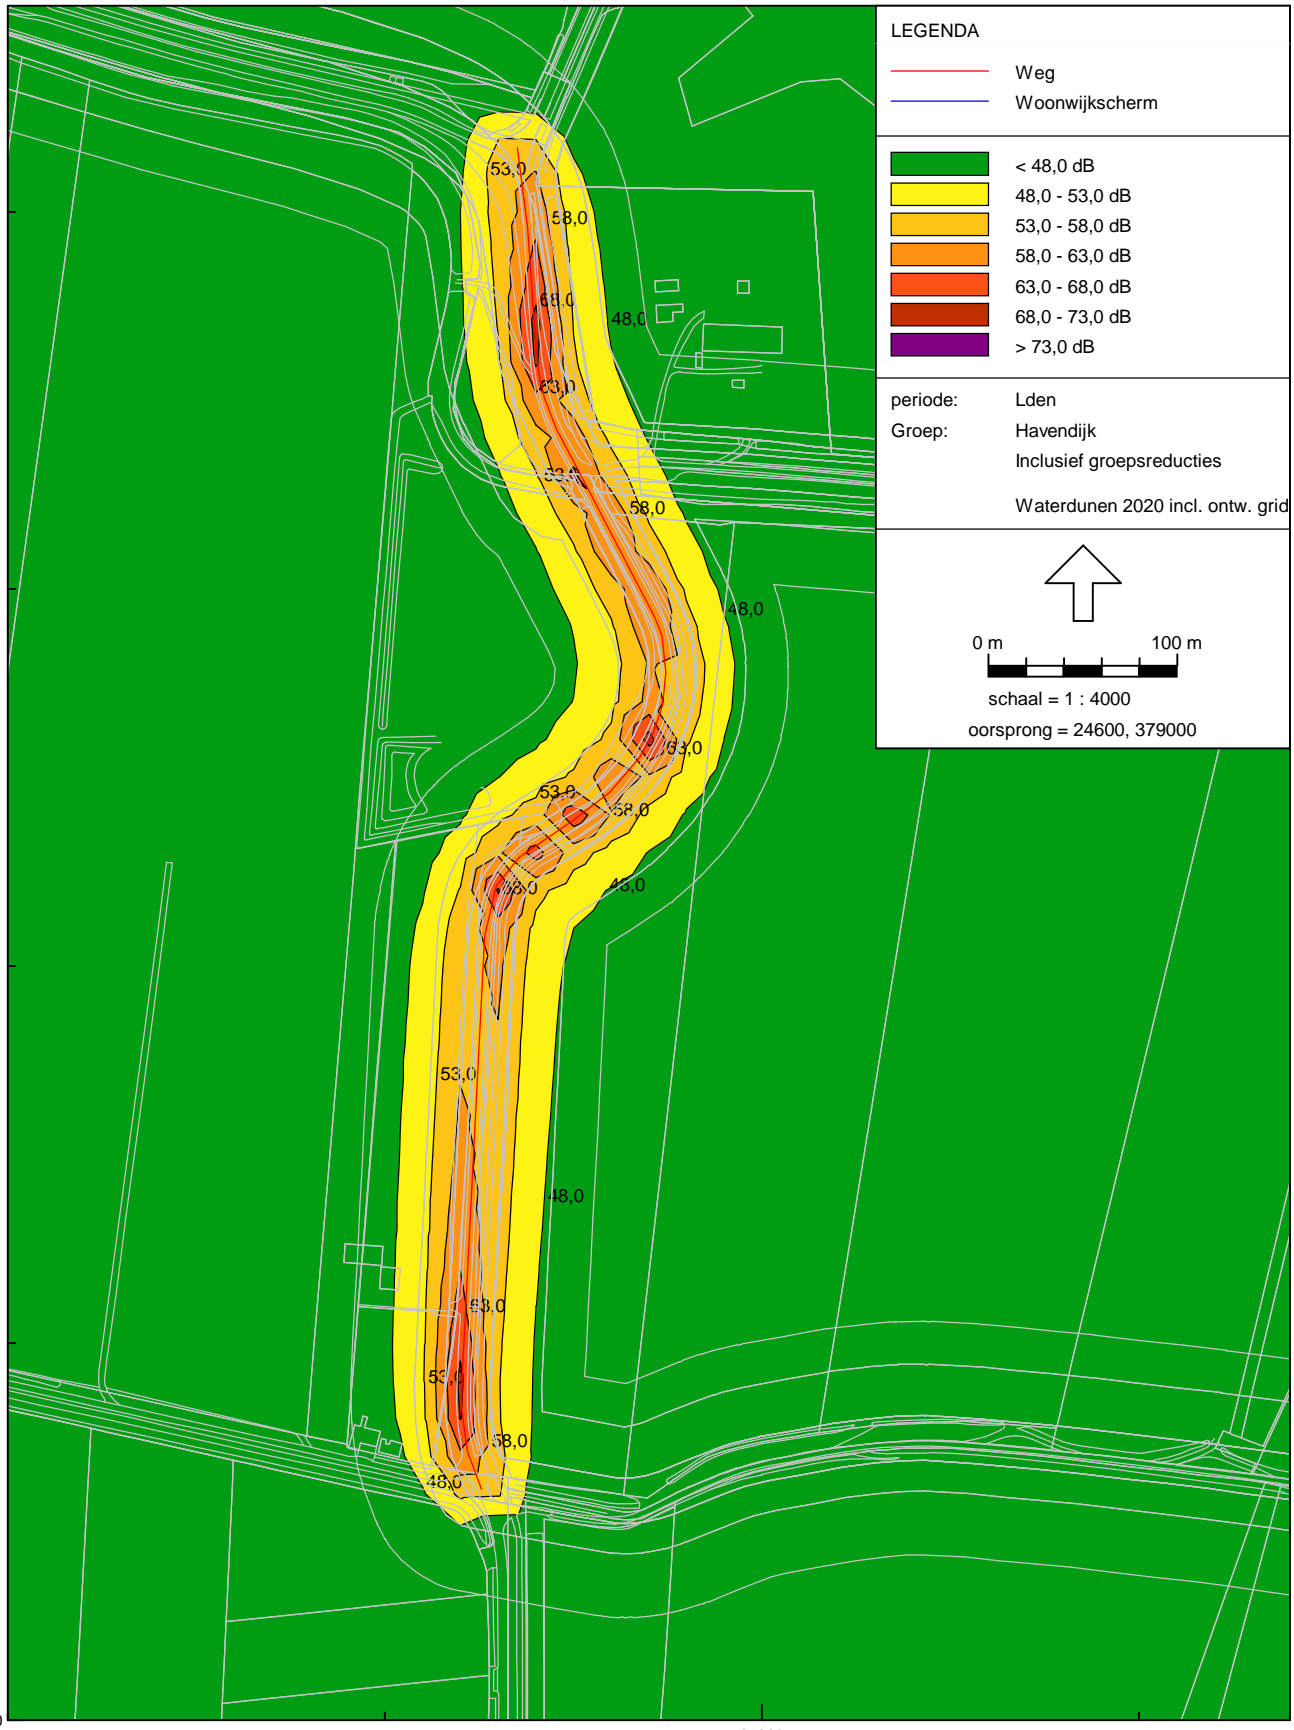 LEGENDA
Weg
Woonwijkscherm
< 48,0 dB
48,0 - 53,0 dB
53,0 - 58,0 dB
58,0 - 63,0 dB
63,0 - 68,0 dB
68,0 - 73,0 dB
> 73,0 dB
periode: Lden
Groep: Havendijk
Inclusief groepsreducties
Waterdunen 2020 incl. ontw. grid
0 m 100 m
schaal = 1 : 4000
oorsprong = 24600, 379000
53,0
58,0
68,0
48,0
63,0
53,0
58,0
48,0
63,0
53,0
58,0
48,0
53,0
48,0
63,0
53,0
58,0
48,0